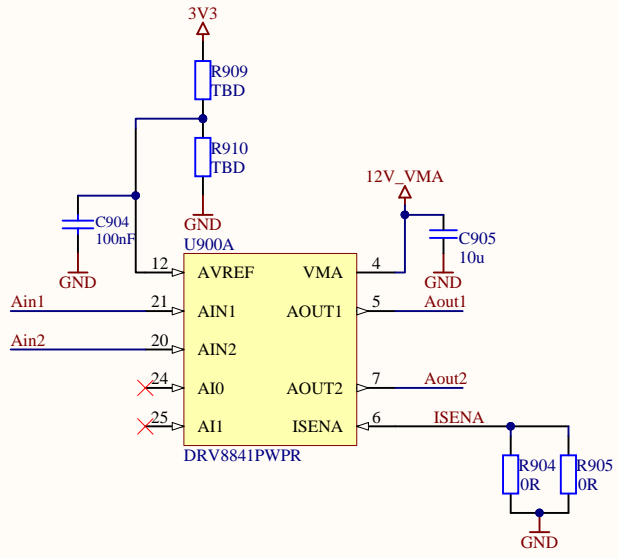 3V3
R909
TBD
R910
TBD
12V_VMA
C904
100nF
GND
C905
10u
U900A
GND
GND
12
AVREF
VMA
4
Ain1
21
AIN1
AOUT1
5
Aout1
Ain2
20
AIN2
24
AI0
AOUT2
7
Aout2
25
AI1
ISENA
6
ISENA
DRV8841PWPR
R904
0R
R905
0R
GND